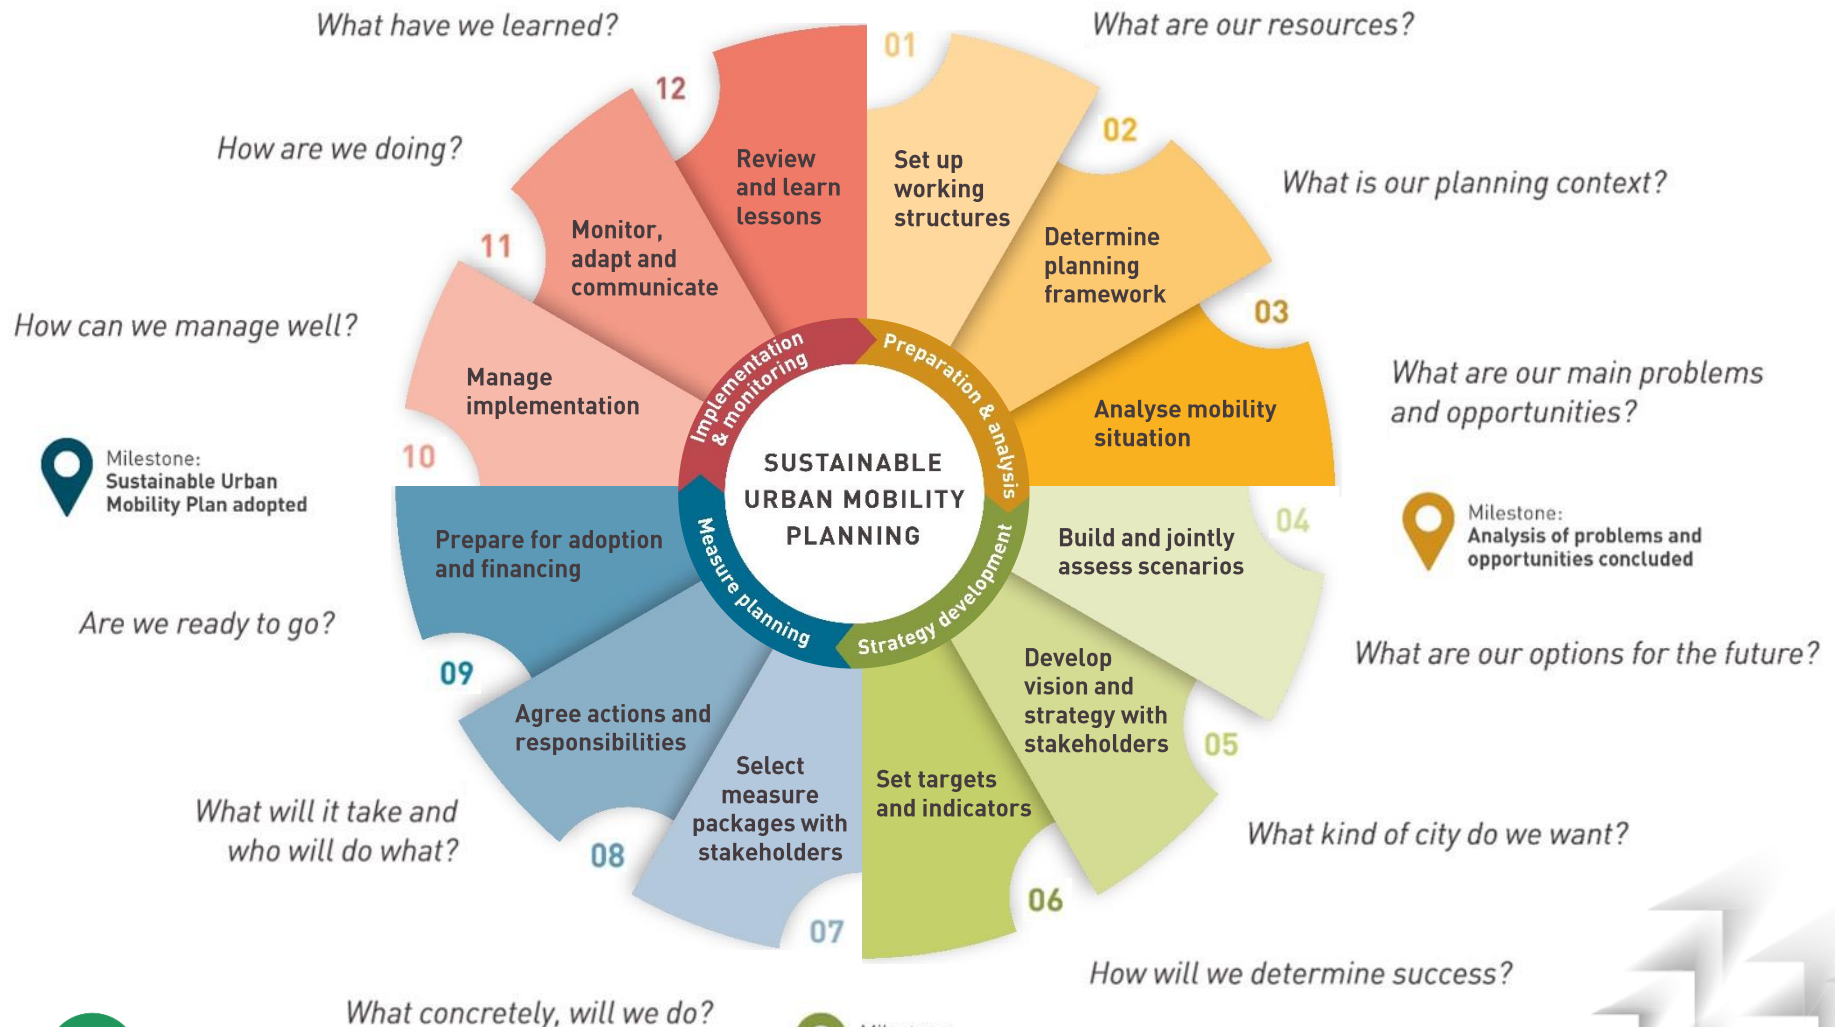 What have we learned?
What are our resources?
01
12
02
How are we doing?
Review
and learn
lessons
Set up
working
structures
What is our planning context?
Monitor,
adapt and
communicate
11
Determine
planning
framework
03
How can we manage well?
Implementation
& monitoring
Preparation & analysis
Manage
implementation
What are our main problems
and opportunities?
Analyse mobility
situation
10
Milestone:
Sustainable Urban
Mobility Plan adopted
SUSTAINABLE
URBAN MOBILITY
PLANNING
04
Milestone:
Analysis of problems and
opportunities concluded
Prepare for adoption
and financing
Measure planning
Strategy development
Build and jointly
assess scenarios
Are we ready to go?
09
What are our options for the future?
Develop
vision and
strategy with
stakeholders
05
Agree actions and
responsibilities
Select
measure
packages with
stakeholders
Set targets
and indicators
What will it take and
who will do what?
08
What kind of city do we want?
06
07
How will we determine success?
What concretely, will we do?